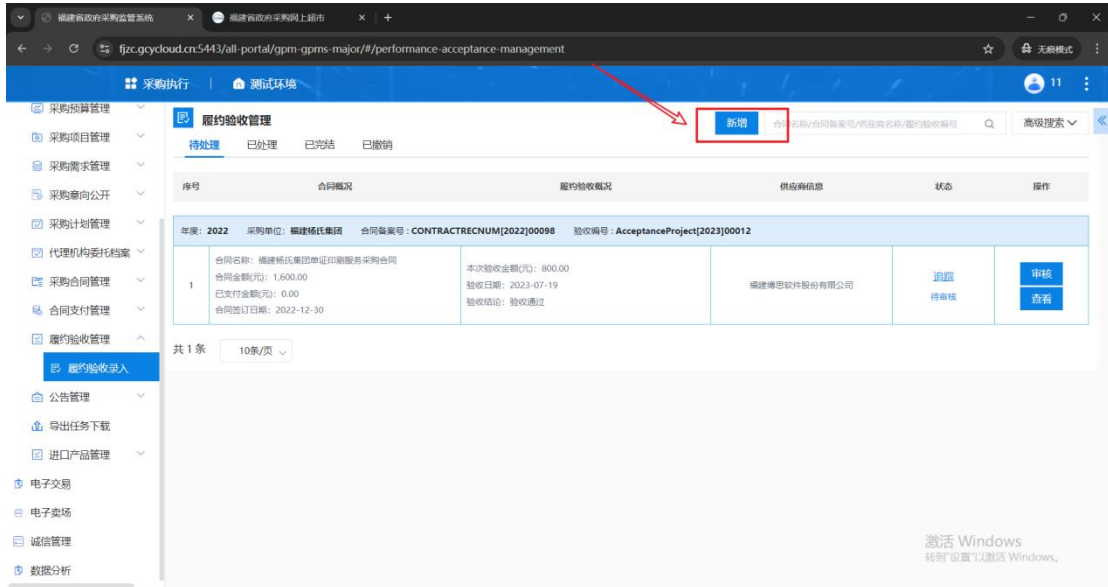 福建省政府采购监管系统 × 福建省政府采购网上超市 × +
fjzc.gcycloud.cn:5443/all-portal/gpm-gpms-major/#/performance-acceptance-management 无痕模式
采购执行 测试环境 11
采购预算管理
采购项目管理
采购需求管理
采购意向公开
采购计划管理
代理机构委托档案
采购合同管理
合同支付管理
履约验收管理
履约验收录入
公告管理
导出任务下载
进口产品管理
电子交易
电子卖场
诚信管理
数据分析
履约验收管理
新增 合同名称/合同备案号/供应商名称/履约验收编号 高级搜索
待处理 已处理 已完结 已撤销
序号 合同概况 履约验收概况 供应商信息 状态 操作
年度: 2022 采购单位: 福建杨氏集团 合同备案号 : CONTRACTRECNUM[2022]00098 验收编号 : AcceptanceProject[2023]00012
1
合同名称: 福建杨氏集团单证印刷服务采购合同
合同金额(元): 1,600.00
已支付金额(元): 0.00
合同签订日期: 2022-12-30
本次验收金额(元): 800.00
验收日期: 2023-07-19
验收结论: 验收通过
福建博思软件股份有限公司
追踪
待审核
审核
查看
共 1 条 10条/页
激活 Windows
转到"设置"以激活 Windows。